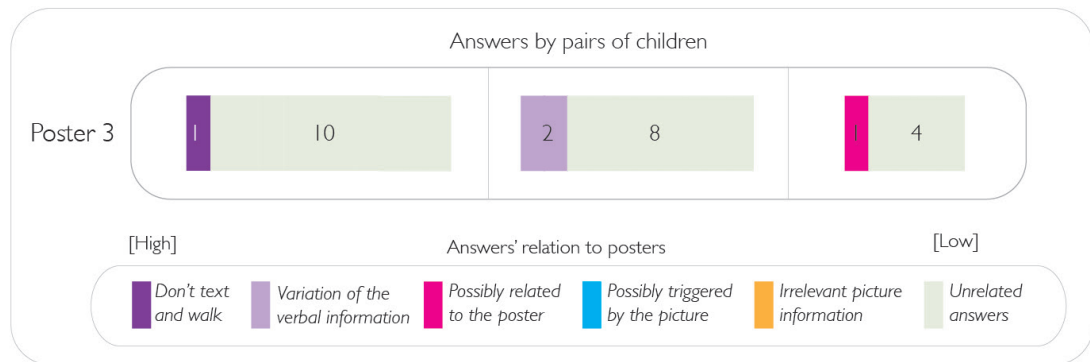 Answers by pairs of children
Poster 3
1 10 2 8 1 4
[High] Answers' relation to posters [Low]
Don't text
and walk
Variation of the
verbal information
Possibly related
to the poster
Possibly triggered
by the picture
Irrelevant picture
information
Unrelated
answers